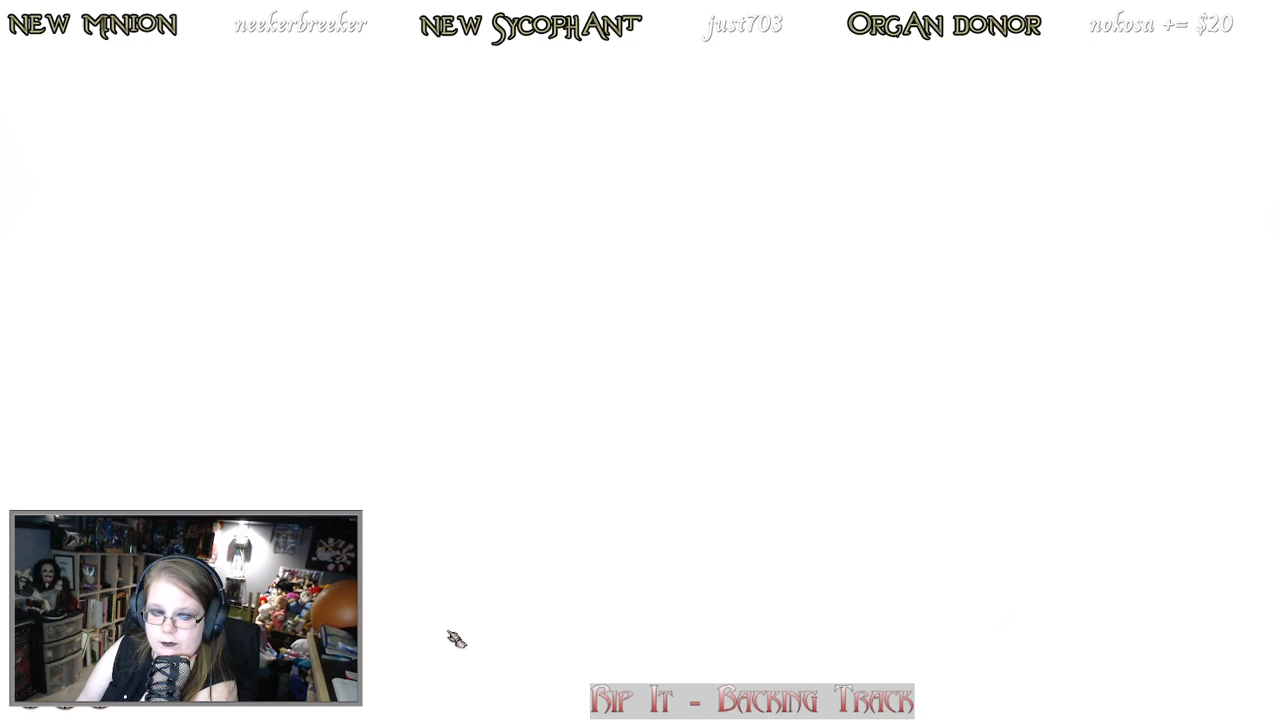 New Minion neekerbreeker New Sycophant just703 Organ Donor nokosa += $20
Rip It - Backing Track